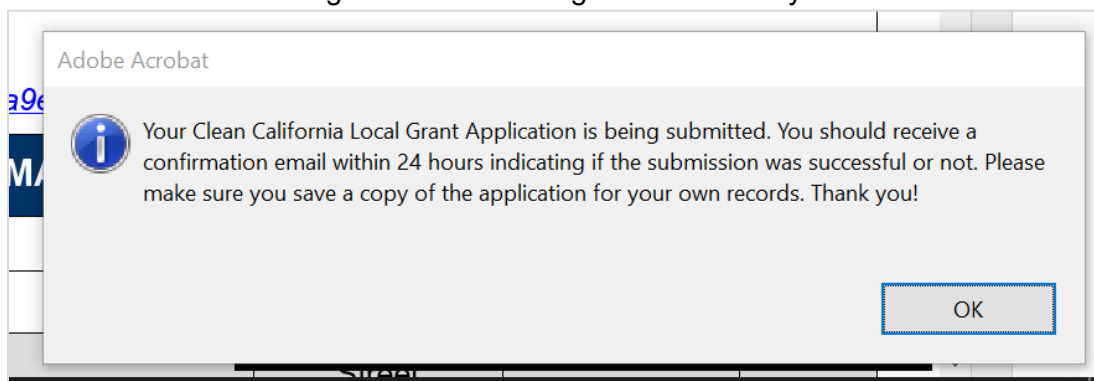 Adobe Acrobat
a9
Your Clean California Local Grant Application is being submitted. You should receive a
confirmation email within 24 hours indicating if the submission was successful or not. Please
make sure you save a copy of the application for your own records. Thank you!
OK